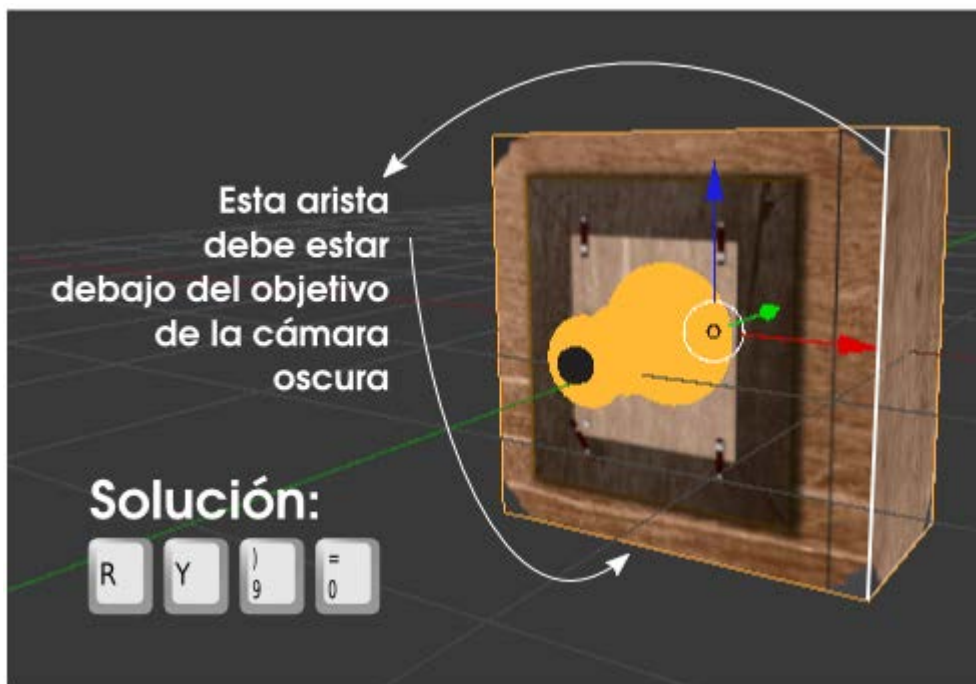 Esta arista
debe estar
debajo del objetivo
de la cámara
oscura
Solución:
R Y ) 9 = 0